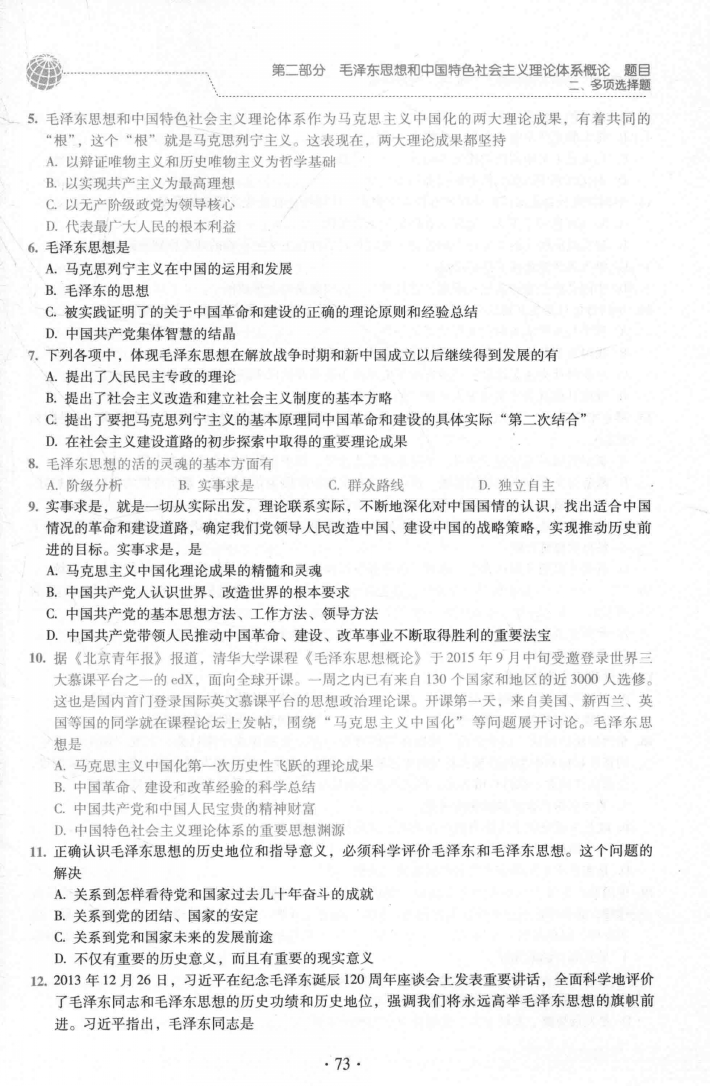 第二部分 毛泽东思想和中国特色社会主义理论体系概论 题目
二、多项选择题
5. 毛泽东思想和中国特色社会主义理论体系作为马克思主义中国化的两大理论成果，有着共同的
“根”，这个“根”就是马克思列宁主义。这表现在，两大理论成果都坚持
A. 以辩证唯物主义和历史唯物主义为哲学基础
B. 以实现共产主义为最高理想
C. 以无产阶级政党为领导核心
D. 代表最广大人民的根本利益
6. 毛泽东思想是
A. 马克思列宁主义在中国的运用和发展
B. 毛泽东的思想
C. 被实践证明了的关于中国革命和建设的正确的理论原则和经验总结
D. 中国共产党集体智慧的结晶
7. 下列各项中，体现毛泽东思想在解放战争时期和新中国成立以后继续得到发展的有
A. 提出了人民民主专政的理论
B. 提出了社会主义改造和建立社会主义制度的基本方略
C. 提出了要把马克思列宁主义的基本原理同中国革命和建设的具体实际“第二次结合”
D. 在社会主义建设道路的初步探索中取得的重要理论成果
8. 毛泽东思想的活的灵魂的基本方面有
A. 阶级分析 B. 实事求是 C. 群众路线 D. 独立自主
9. 实事求是，就是一切从实际出发，理论联系实际，不断地深化对中国国情的认识，找出适合中国
情况的革命和建设道路，确定我们党领导人民改造中国、建设中国的战略策略，实现推动历史前
进的目标。实事求是，是
A. 马克思主义中国化理论成果的精髓和灵魂
B. 中国共产党人认识世界、改造世界的根本要求
C. 中国共产党的基本思想方法、工作方法、领导方法
D. 中国共产党带领人民推动中国革命、建设、改革事业不断取得胜利的重要法宝
10. 据《北京青年报》报道，清华大学课程《毛泽东思想概论》于 2015 年 9 月中旬受邀登录世界三
大慕课平台之一的 edX，面向全球开课。一周之内已有来自 130 个国家和地区的近 3000 人选修。
这也是国内首门登录国际英文慕课平台的思想政治理论课。开课第一天，来自美国、新西兰、英
国等国的同学就在课程论坛上发帖，围绕“马克思主义中国化”等问题展开讨论。毛泽东思
想是
A. 马克思主义中国化第一次历史性飞跃的理论成果
B. 中国革命、建设和改革经验的科学总结
C. 中国共产党和中国人民宝贵的精神财富
D. 中国特色社会主义理论体系的重要思想渊源
11. 正确认识毛泽东思想的历史地位和指导意义，必须科学评价毛泽东和毛泽东思想。这个问题的
解决
A. 关系到怎样看待党和国家过去几十年奋斗的成就
B. 关系到党的团结、国家的安定
C. 关系到党和国家未来的发展前途
D. 不仅有重要的历史意义，而且有重要的现实意义
12. 2013 年 12 月 26 日，习近平在纪念毛泽东诞辰 120 周年座谈会上发表重要讲话，全面科学地评价
了毛泽东同志和毛泽东思想的历史功绩和历史地位，强调我们将永远高举毛泽东思想的旗帜前
进。习近平指出，毛泽东同志是
· 73 ·